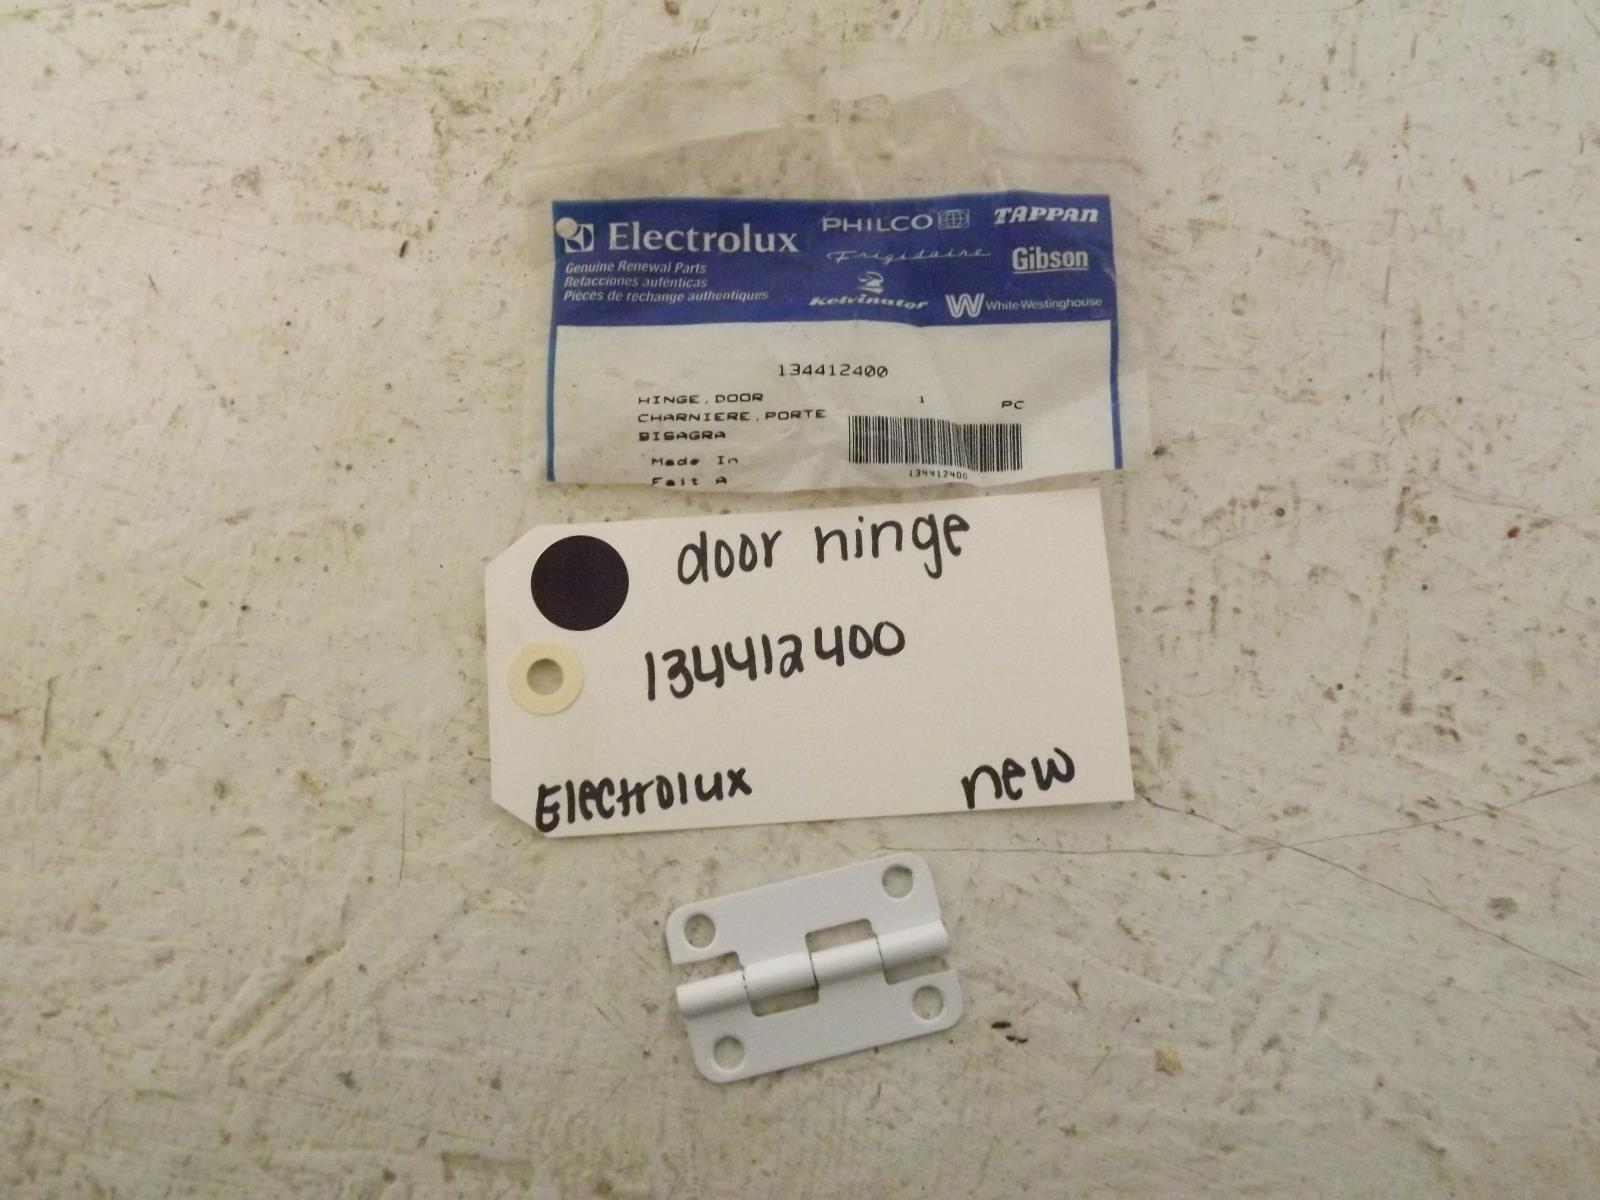 Electrolux
Genuine Renewal Parts
Refacciones auténticas
Pièces de rechange authentiques
PHILCO
TAPPAN
Frigidaire
Gibson
Kelvinator
White-Westinghouse
134412400
HINGE,DOOR 1 PC
CHARNIERE,PORTE
BISAGRA
Made In
Fait A
134412400
door hinge
134412400
Electrolux new